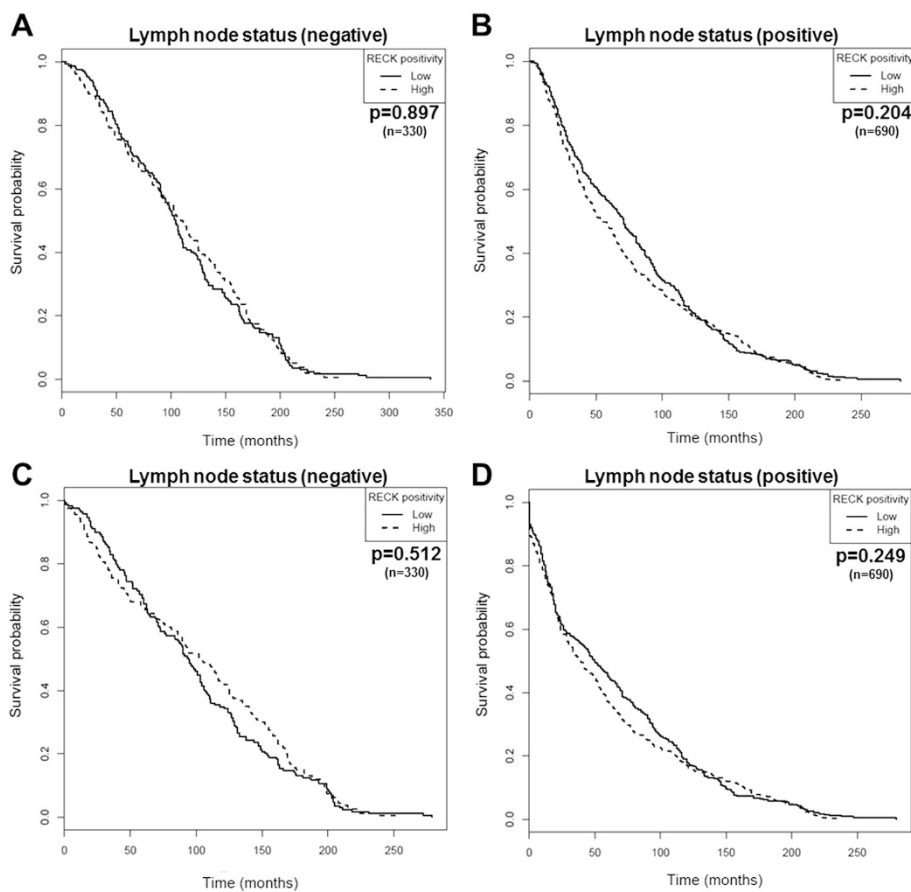 A
Lymph node status (negative)
RECK positivity
Low
High
p=0.897
(n=330)
Survival probability
1.0
0.8
0.6
0.4
0.2
0.0
0
50
100
150
200
250
300
350
Time (months)
B
Lymph node status (positive)
RECK positivity
Low
High
p=0.204
(n=690)
Survival probability
1.0
0.8
0.6
0.4
0.2
0.0
0
50
100
150
200
250
Time (months)
C
Lymph node status (negative)
RECK positivity
Low
High
p=0.512
(n=330)
Survival probability
1.0
0.8
0.6
0.4
0.2
0.0
0
50
100
150
200
250
Time (months)
D
Lymph node status (positive)
RECK positivity
Low
High
p=0.249
(n=690)
Survival probability
1.0
0.8
0.6
0.4
0.2
0.0
0
50
100
150
200
250
Time (months)